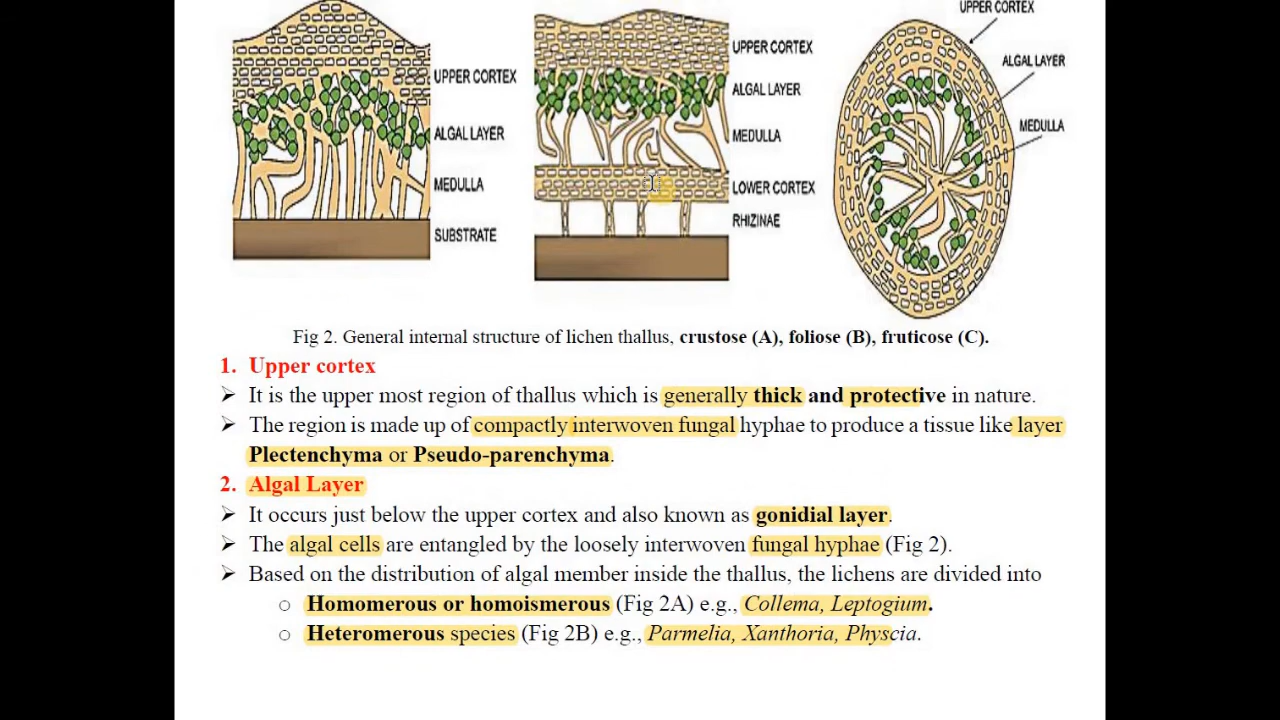 UPPER CORTEX
ALGAL LAYER
MEDULLA
SUBSTRATE
UPPER CORTEX
ALGAL LAYER
MEDULLA
LOWER CORTEX
RHIZINAE
UPPER CORTEX
ALGAL LAYER
MEDULLA
Fig 2. General internal structure of lichen thallus, crustose (A), foliose (B), fruticose (C).
1. Upper cortex
➢ It is the upper most region of thallus which is generally thick and protective in nature.
➢ The region is made up of compactly interwoven fungal hyphae to produce a tissue like layer
Plectenchyma or Pseudo-parenchyma.
2. Algal Layer
➢ It occurs just below the upper cortex and also known as gonidial layer.
➢ The algal cells are entangled by the loosely interwoven fungal hyphae (Fig 2).
➢ Based on the distribution of algal member inside the thallus, the lichens are divided into
○ Homomerous or homoismerous (Fig 2A) e.g., Collema, Leptogium.
○ Heteromerous species (Fig 2B) e.g., Parmelia, Xanthoria, Physcia.